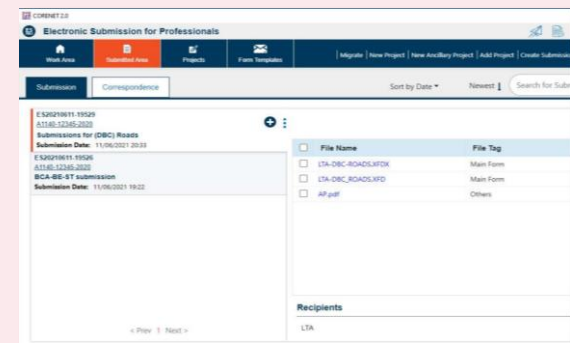 CORENET 2.0
Electronic Submission for Professionals
Work Area
Submitted Area
Projects
Form Templates
| Migrate | New Project | New Ancillary Project | Add Project | Create Submission
Submission
Correspondence
Sort by Date
Newest
Search for Subm
ES20210611-19529
A1140-12345-2020
Submissions for (DBC) Roads
Submission Date: 11/06/2021 20:33
ES20210611-19526
A1140-12345-2020
BCA-BE-ST submission
Submission Date: 11/06/2021 19:22
« Prev 1 Next »
File Name File Tag
LTA-DBC-ROADS.XFDX Main Form
LTA-DBC_ROADS.XFD Main Form
AP.pdf Others
Recipients
LTA